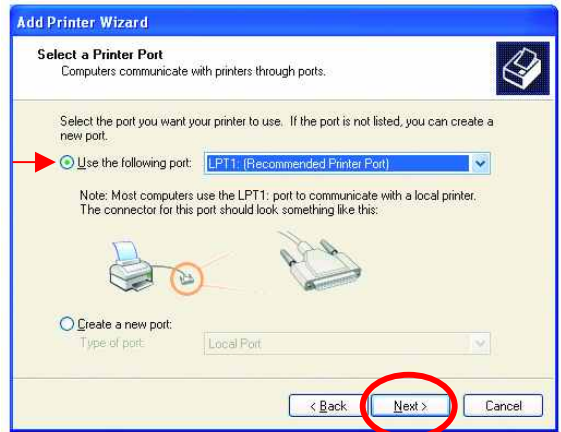 Add Printer Wizard
Select a Printer Port
Computers communicate with printers through ports.
Select the port you want your printer to use. If the port is not listed, you can create a
new port.
Use the following port: LPT1: (Recommended Printer Port)
Note: Most computers use the LPT1: port to communicate with a local printer.
The connector for this port should look something like this:
Create a new port:
Type of port: Local Port
< Back Next > Cancel